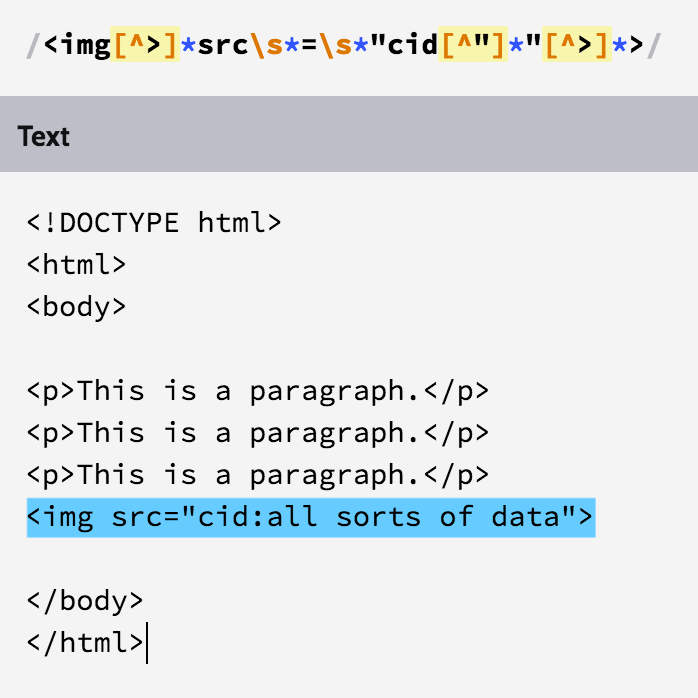 /<img[^>]*src\s*=\s*"cid[^"]*"[^>]*>/
Text
<!DOCTYPE html>
<html>
<body>
<p>This is a paragraph.</p>
<p>This is a paragraph.</p>
<p>This is a paragraph.</p>
<img src="cid:all sorts of data">
</body>
</html>